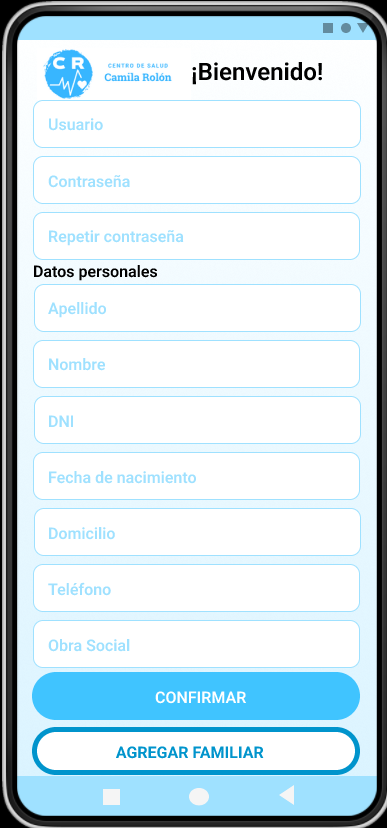 CR
CENTRO DE SALUD
Camila Rolón
¡Bienvenido!
Usuario
Contraseña
Repetir contraseña
Datos personales
Apellido
Nombre
DNI
Fecha de nacimiento
Domicilio
Teléfono
Obra Social
CONFIRMAR
AGREGAR FAMILIAR